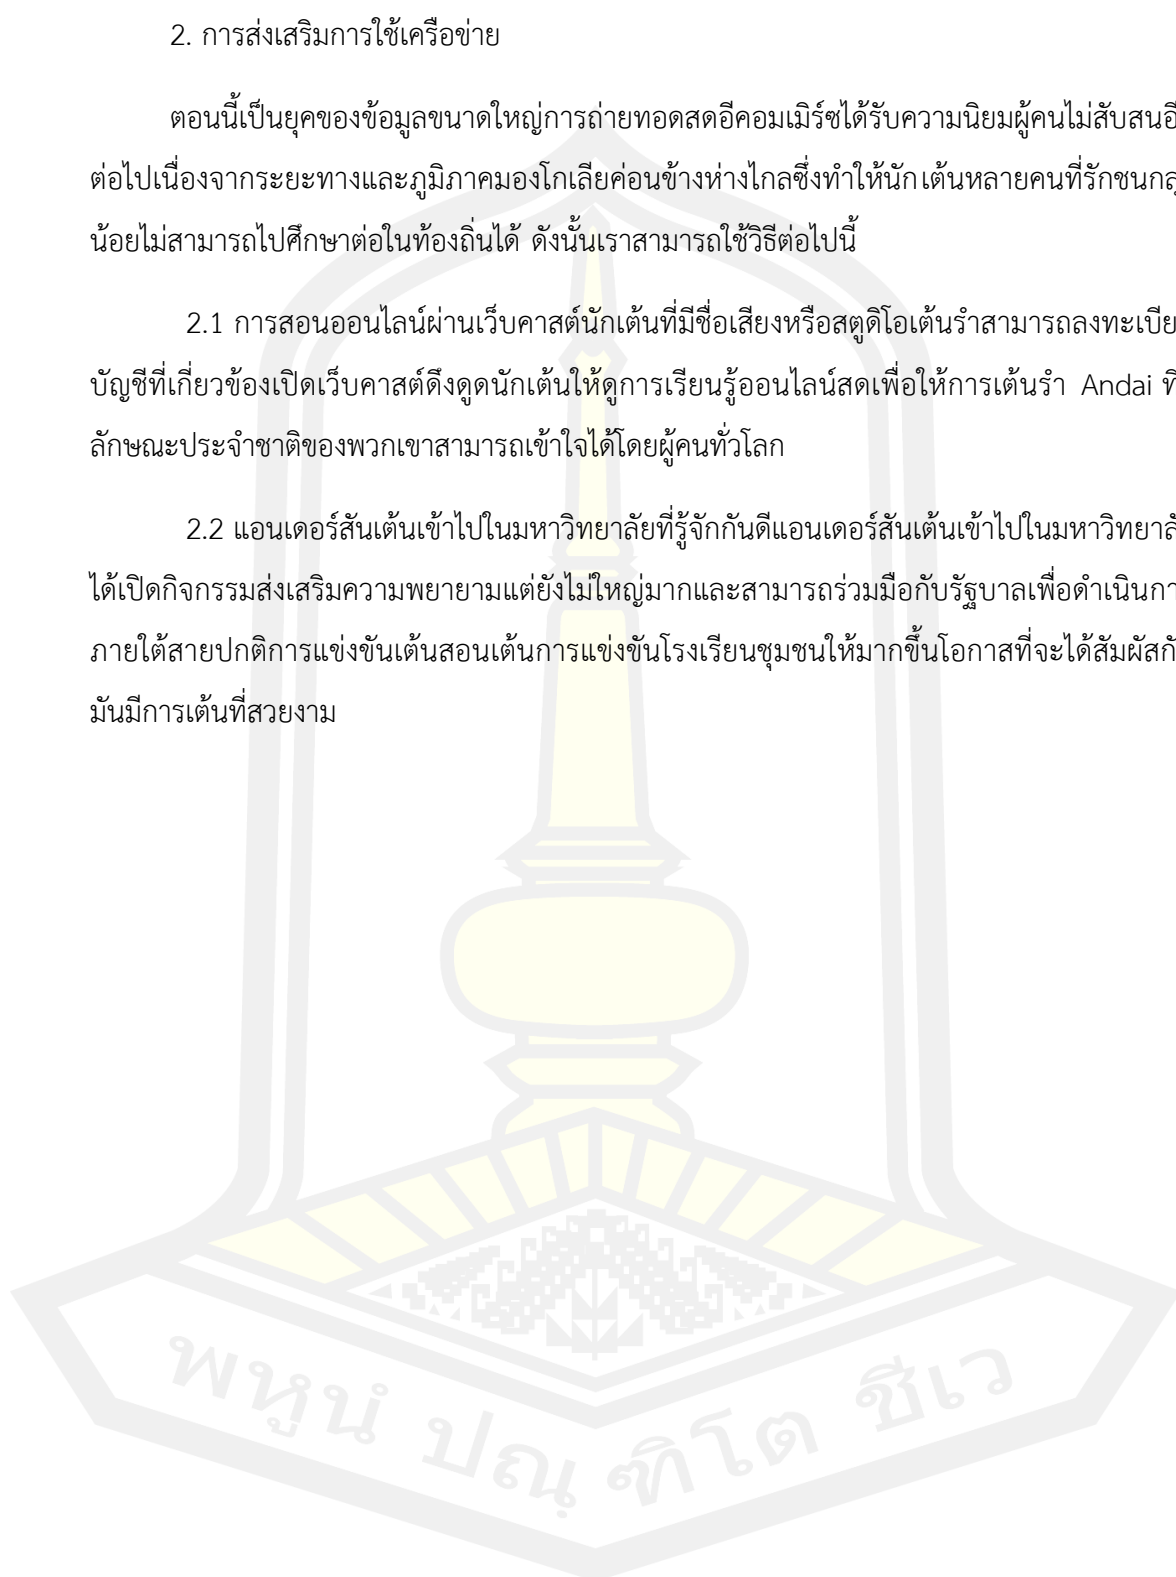 2. การส่งเสริมการใช้เครือข่าย
ตอนนี้เป็นยุคของข้อมูลขนาดใหญ่การถ่ายทอดสดอีคอมเมิร์ซได้รับความนิยมผู้คนไม่สับสนอี
ต่อไปเนื่องจากระยะทางและภูมิภาคมองโกเลียค่อนข้างห่างไกลซึ่งทำให้นักเต้นหลายคนที่รักชนกลุ
น้อยไม่สามารถไปศึกษาต่อในท้องถิ่นได้ ดังนั้นเราสามารถใช้วิธีต่อไปนี้
2.1 การสอนออนไลน์ผ่านเว็บคาสต์นักเต้นที่มีชื่อเสียงหรือสตูดิโอเต้นรำสามารถลงทะเบีย
บัญชีที่เกี่ยวข้องเปิดเว็บคาสต์ดึงดูดนักเต้นให้ดูการเรียนรู้ออนไลน์สดเพื่อให้การเต้นรำ Andai ที
ลักษณะประจำชาติของพวกเขาสามารถเข้าใจได้โดยผู้คนทั่วโลก
2.2 แอนเดอร์สันเต้นเข้าไปในมหาวิทยาลัยที่รู้จักกันดีแอนเดอร์สันเต้นเข้าไปในมหาวิทยาลั
ได้เปิดกิจกรรมส่งเสริมความพยายามแต่ยังไม่ใหญ่มากและสามารถร่วมมือกับรัฐบาลเพื่อดำเนินกา
ภายใต้สายปกติการแข่งขันเต้นสอนเต้นการแข่งขันโรงเรียนชุมชนให้มากขึ้นโอกาสที่จะได้สัมผัสกั
มันมีการเต้นที่สวยงาม
พหูนํ ปณฺฑิโต ชีเว